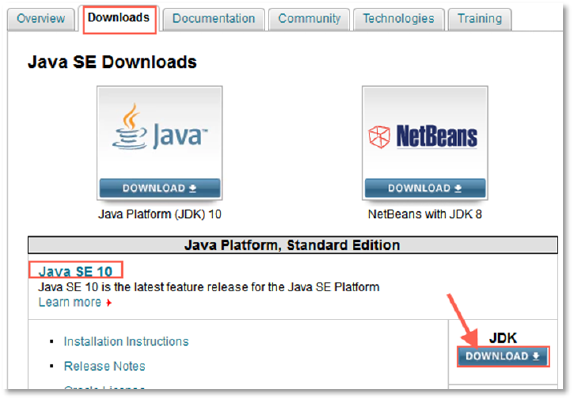 Overview Downloads Documentation Community Technologies Training
Java SE Downloads
Java™ NetBeans
DOWNLOAD DOWNLOAD
Java Platform (JDK) 10 NetBeans with JDK 8
Java Platform, Standard Edition
Java SE 10
Java SE 10 is the latest feature release for the Java SE Platform
Learn more
JDK
Installation Instructions
DOWNLOAD
Release Notes